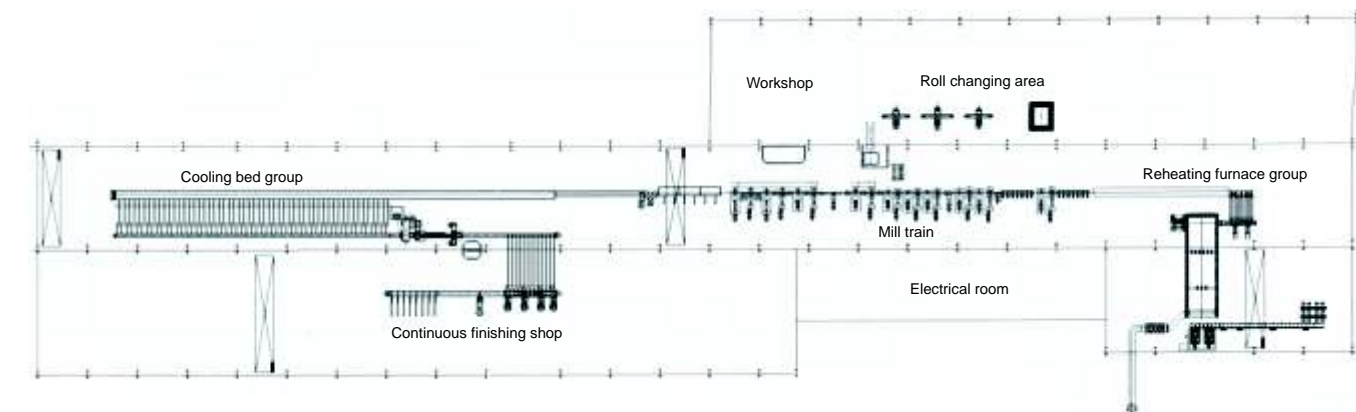 Workshop
Roll changing area
Cooling bed group
Reheating furnace group
Mill train
Electrical room
Continuous finishing shop